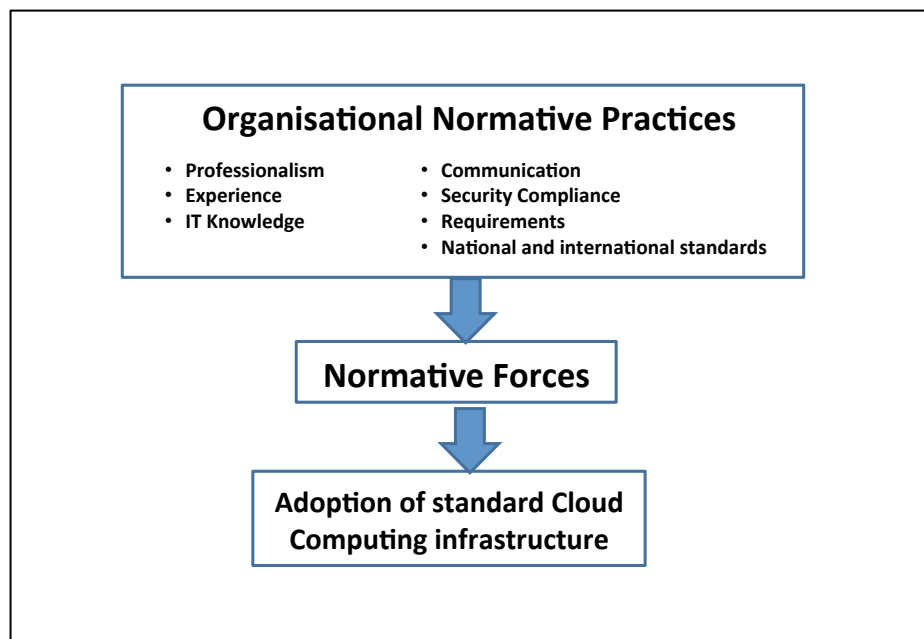 Organisational Normative Practices
• Professionalism
• Experience
• IT Knowledge
• Communication
• Security Compliance
• Requirements
• National and international standards
Normative Forces
Adoption of standard Cloud
Computing infrastructure